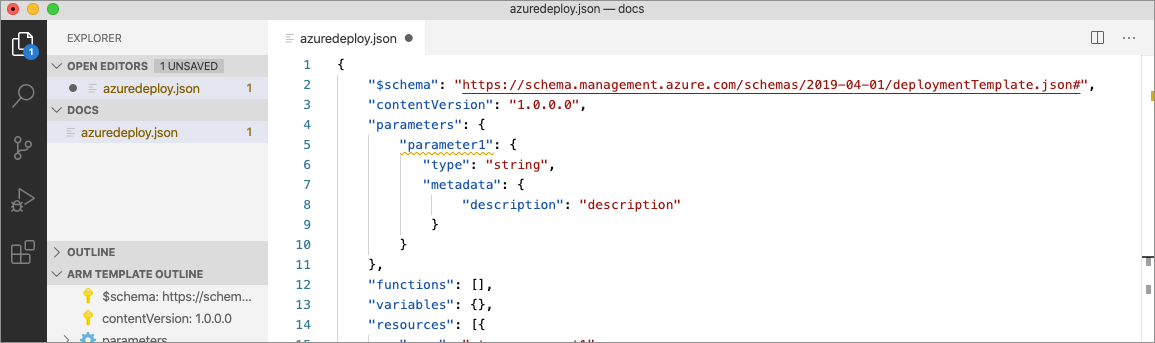 azuredeploy.json — docs
EXPLORER
OPEN EDITORS 1 UNSAVED
azuredeploy.json 1
DOCS
azuredeploy.json 1
OUTLINE
ARM TEMPLATE OUTLINE
$schema: https://schem...
contentVersion: 1.0.0.0
parameters
1
azuredeploy.json
1 {
2 "$schema": "https://schema.management.azure.com/schemas/2019-04-01/deploymentTemplate.json#",
3 "contentVersion": "1.0.0.0",
4 "parameters": {
5 "parameter1": {
6 "type": "string",
7 "metadata": {
8 "description": "description"
9 }
10 }
11 },
12 "functions": [],
13 "variables": {},
14 "resources": [{
15